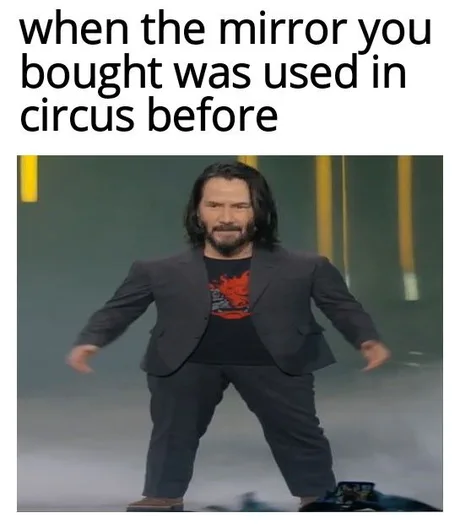 when the mirror you
bought was used in
circus before